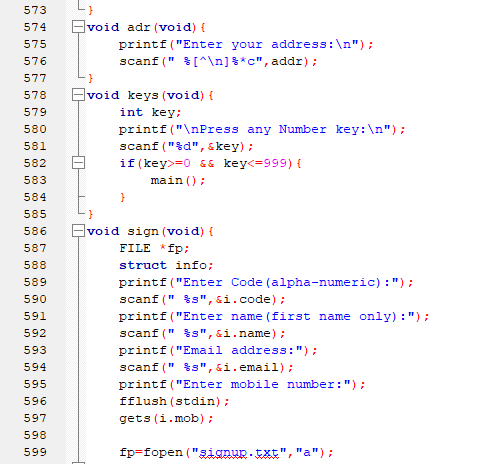 573 }
574 void adr(void){
575 printf("Enter your address:\n");
576 scanf(" %[^\n]%*c",addr);
577 }
578 void keys(void){
579 int key;
580 printf("\nPress any Number key:\n");
581 scanf("%d",&key);
582 if(key>=0 && key<=999){
583 main();
584 }
585 }
586 void sign(void){
587 FILE *fp;
588 struct info;
589 printf("Enter Code(alpha-numeric):");
590 scanf(" %s",&i.code);
591 printf("Enter name(first name only):");
592 scanf(" %s",&i.name);
593 printf("Email address:");
594 scanf(" %s",&i.email);
595 printf("Enter mobile number:");
596 fflush(stdin);
597 gets(i.mob);
598
599 fp=fopen("signup.txt","a");